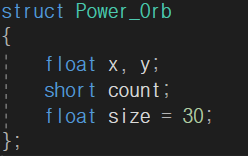 struct Power_Orb
{
    float x, y;
    short count;
    float size = 30;
};